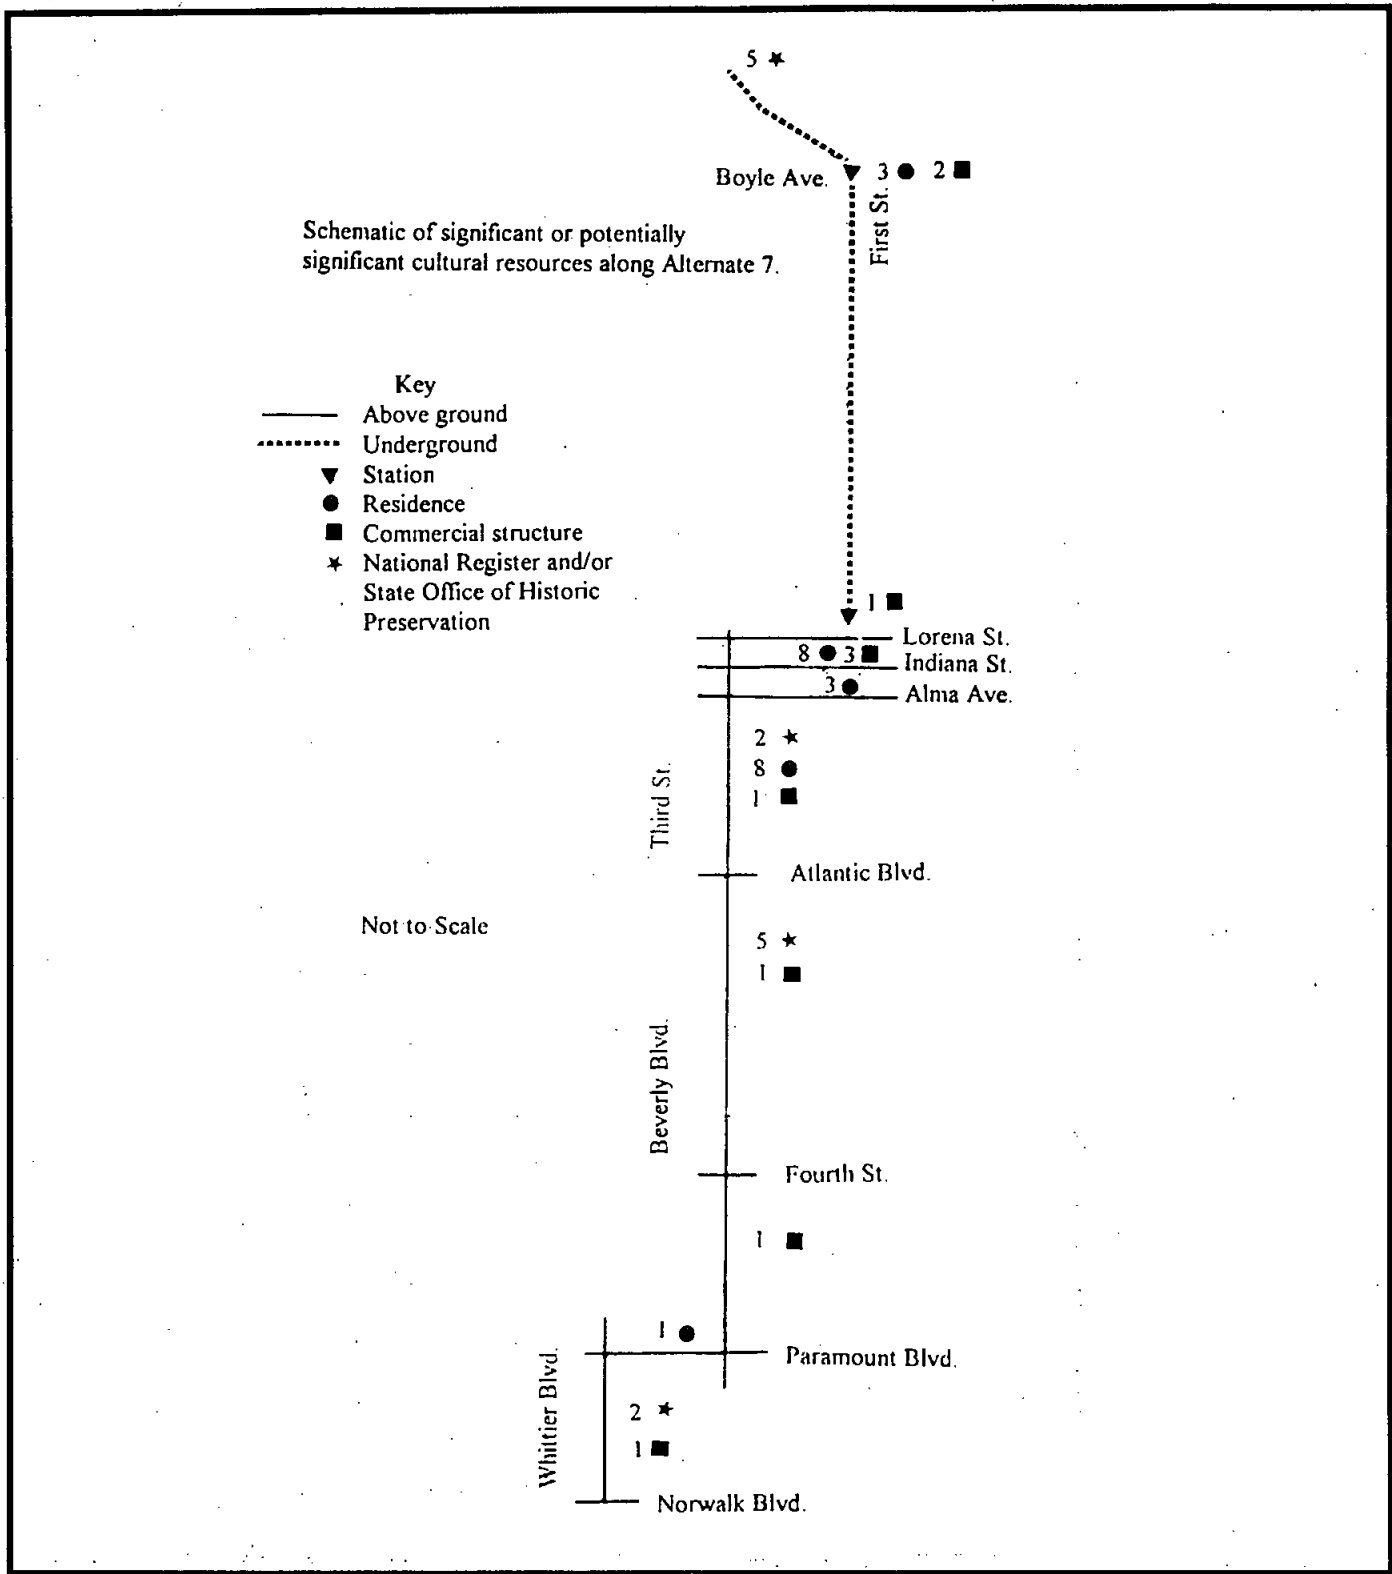 5
Boyle Ave.
3
2
First St.
Schematic of significant or potentially
significant cultural resources along Alternate 7.
Key
Above ground
Underground
Station
Residence
Commercial structure
National Register and/or
State Office of Historic
Preservation
1
Lorena St.
8
3
Indiana St.
3
Alma Ave.
2
8
1
Third St.
Atlantic Blvd.
Not to Scale
5
1
Beverly Blvd.
Fourth St.
1
1
Paramount Blvd.
Whittier Blvd.
2
1
Norwalk Blvd.